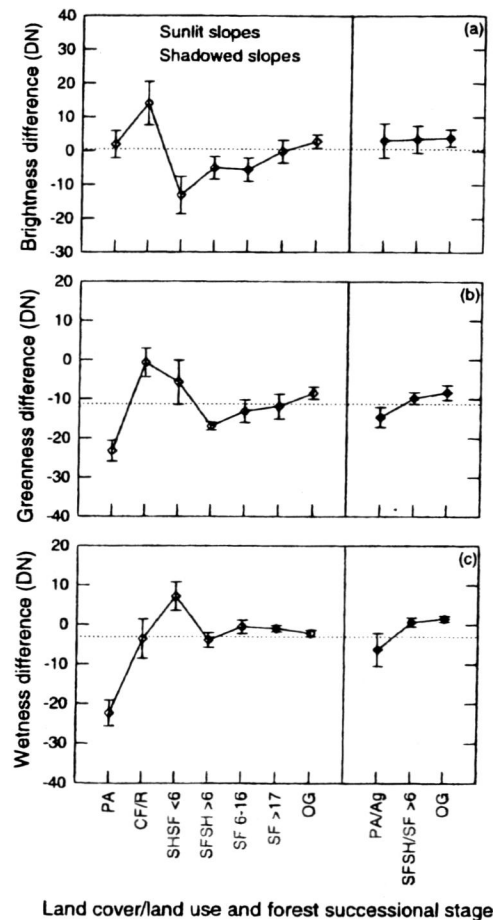 40
30
20
10
0
-10
-20
-30
Brightness difference (DN)
Sunlit slopes
Shadowed slopes
(a)
20
10
0
-10
-20
-30
-40
Greenness difference (DN)
(b)
20
10
0
-10
-20
-30
-40
Wetness difference (DN)
(c)
PA
CF/R
SHSF <6
SFSH >6
SF 6-16
SF >17
OG
PA/Ag
SFSH/SF >6
OG
Land cover/land use and forest successional stage